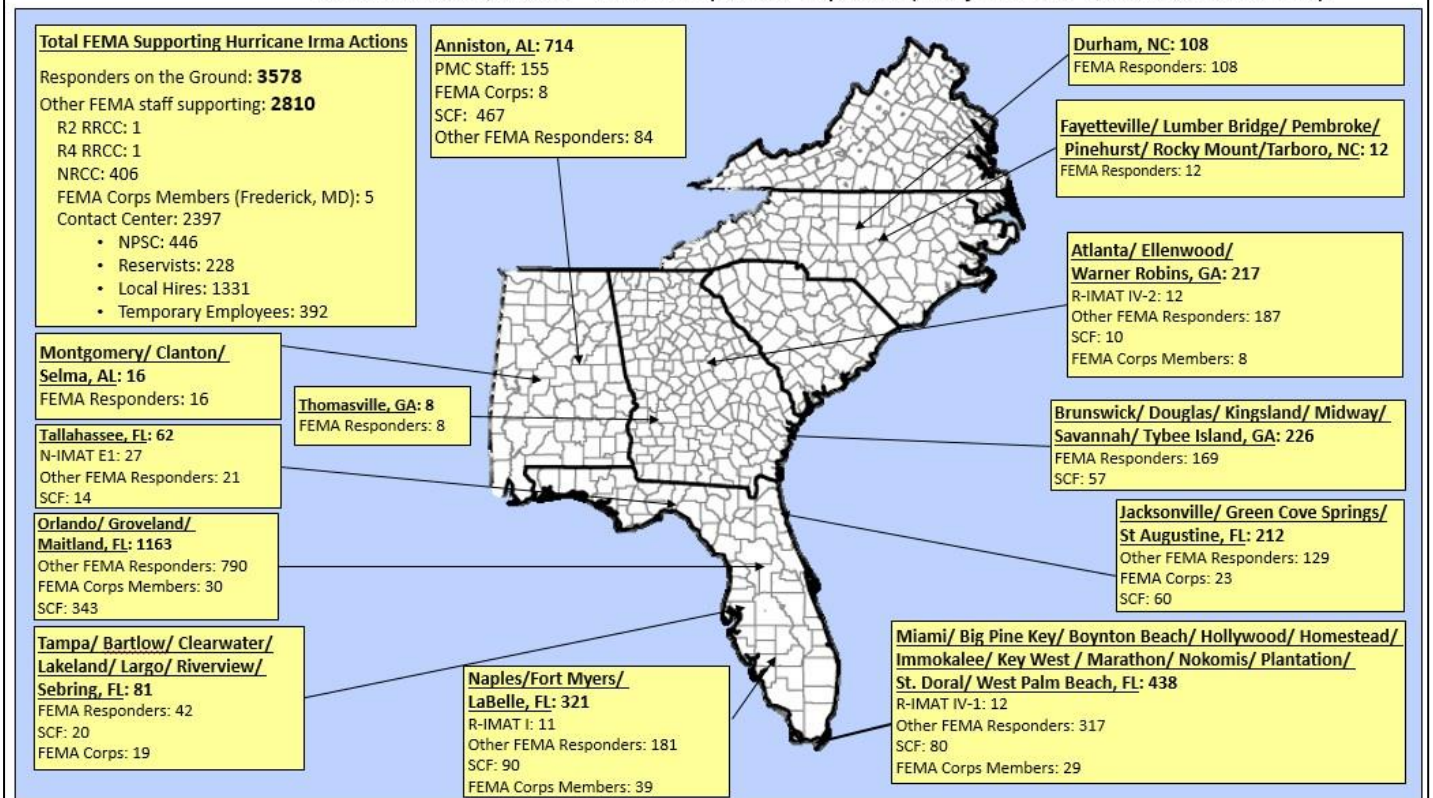 Total FEMA Supporting Hurricane Irma Actions
Responders on the Ground: 3578
Other FEMA staff supporting: 2810
R2 RRCC: 1
R4 RRCC: 1
NRCC: 406
FEMA Corps Members (Frederick, MD): 5
Contact Center: 2397
• NPSC: 446
• Reservists: 228
• Local Hires: 1331
• Temporary Employees: 392
Anniston, AL: 714
PMC Staff: 155
FEMA Corps: 8
SCF: 467
Other FEMA Responders: 84
Durham, NC: 108
FEMA Responders: 108
Fayetteville/ Lumber Bridge/ Pembroke/
Pinehurst/ Rocky Mount/Tarboro, NC: 12
FEMA Responders: 12
Atlanta/ Ellenwood/
Warner Robins, GA: 217
R-IMAT IV-2: 12
Other FEMA Responders: 187
SCF: 10
FEMA Corps Members: 8
Montgomery/ Clanton/
Selma, AL: 16
FEMA Responders: 16
Thomasville, GA: 8
FEMA Responders: 8
Tallahassee, FL: 62
N-IMAT E1: 27
Other FEMA Responders: 21
SCF: 14
Brunswick/ Douglas/ Kingsland/ Midway/
Savannah/ Tybee Island, GA: 226
FEMA Responders: 169
SCF: 57
Orlando/ Groveland/
Maitland, FL: 1163
Other FEMA Responders: 790
FEMA Corps Members: 30
SCF: 343
Jacksonville/ Green Cove Springs/
St Augustine, FL: 212
Other FEMA Responders: 129
FEMA Corps: 23
SCF: 60
Tampa/ Bartlow/ Clearwater/
Lakeland/ Largo/ Riverview/
Sebring, FL: 81
FEMA Responders: 42
SCF: 20
FEMA Corps: 19
Naples/Fort Myers/
LaBelle, FL: 321
R-IMAT I: 11
Other FEMA Responders: 181
SCF: 90
FEMA Corps Members: 39
Miami/ Big Pine Key/ Boynton Beach/ Hollywood/ Homestead/
Immokalee/ Key West / Marathon/ Nokomis/ Plantation/
St. Doral/ West Palm Beach, FL: 438
R-IMAT IV-1: 12
Other FEMA Responders: 317
SCF: 80
FEMA Corps Members: 29